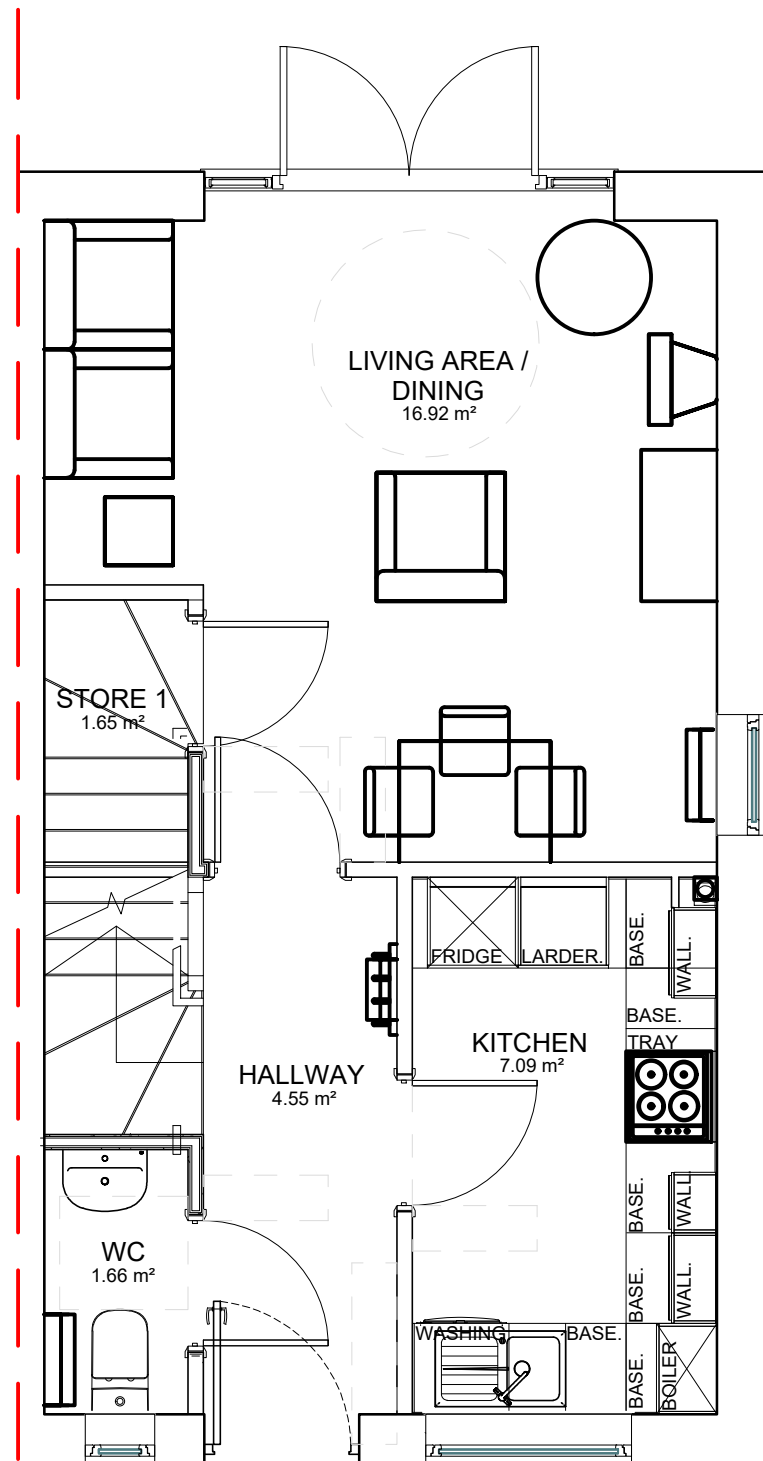 LIVING AREA /
DINING
16.92 m²
STORE 1
1.65 m²
FRIDGE
LARDER.
BASE.
WALL.
BASE.
TRAY
KITCHEN
7.09 m²
HALLWAY
4.55 m²
BASE.
WALL
WC
1.66 m²
BASE.
WALL.
WASHING
BASE.
BASE.
BOILER